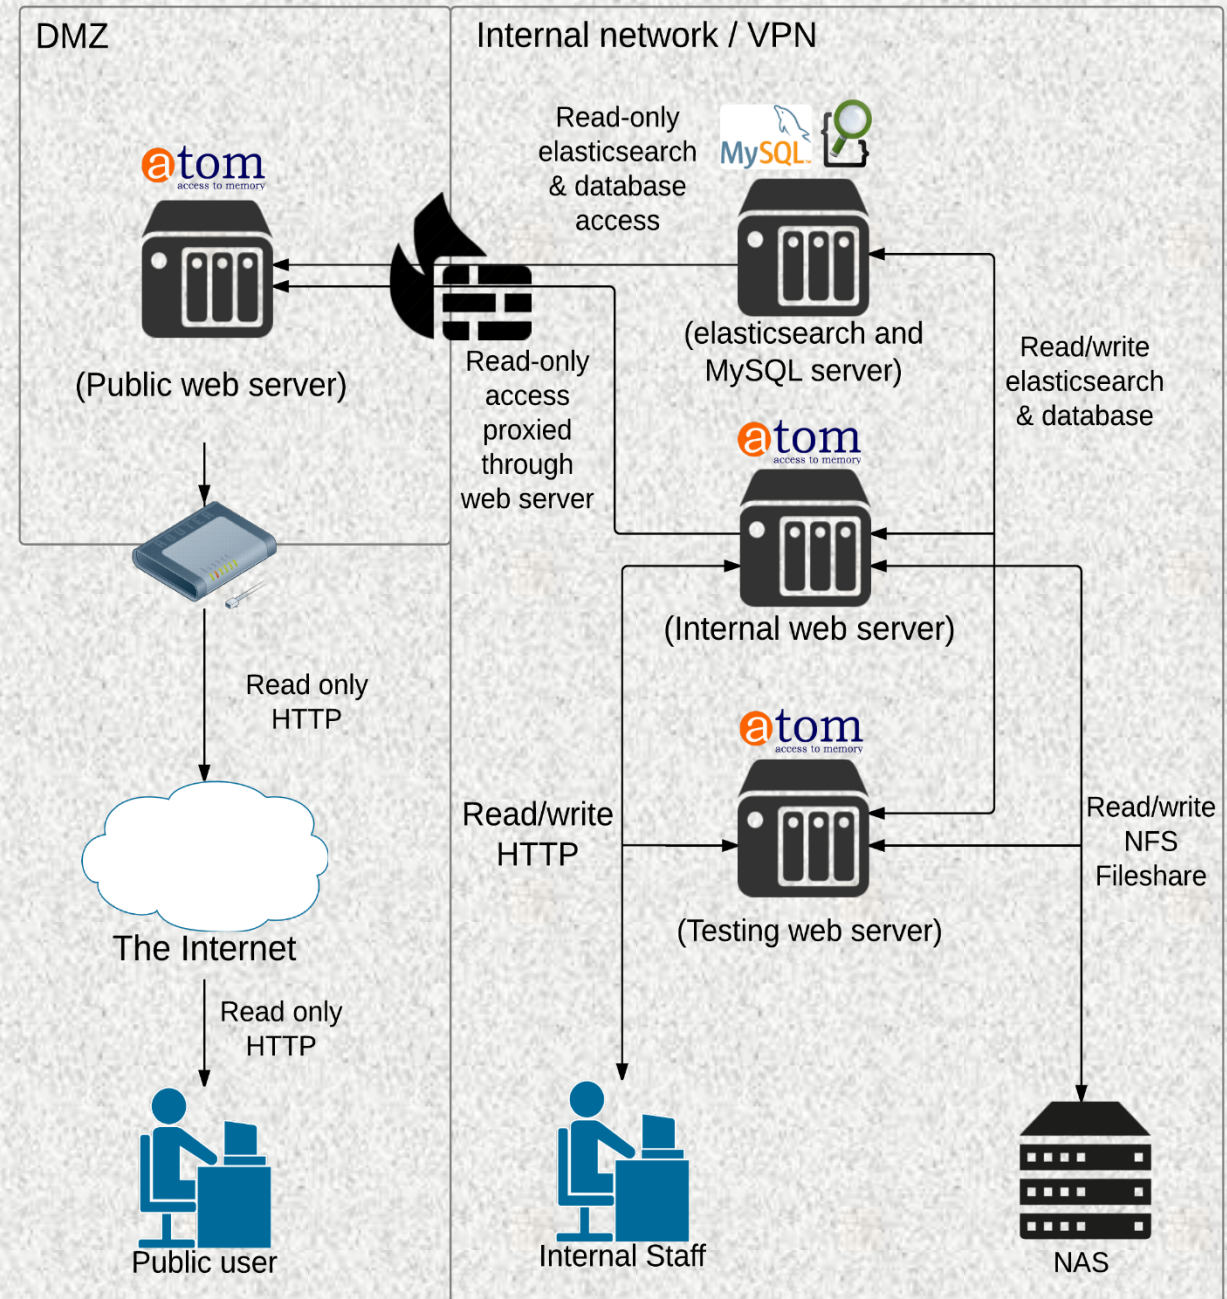 DMZ
Internal network / VPN
atom
access to memory
(Public web server)
Read-only
elasticsearch
& database
access
MySQL
(elasticsearch and
MySQL server)
Read-only
access
proxied
through
web server
Read/write
elasticsearch
& database
atom
access to memory
(Internal web server)
ROUTER
Read only
HTTP
atom
access to memory
(Testing web server)
Read/write
HTTP
Read/write
NFS
Fileshare
The Internet
Read only
HTTP
Public user
Internal Staff
NAS